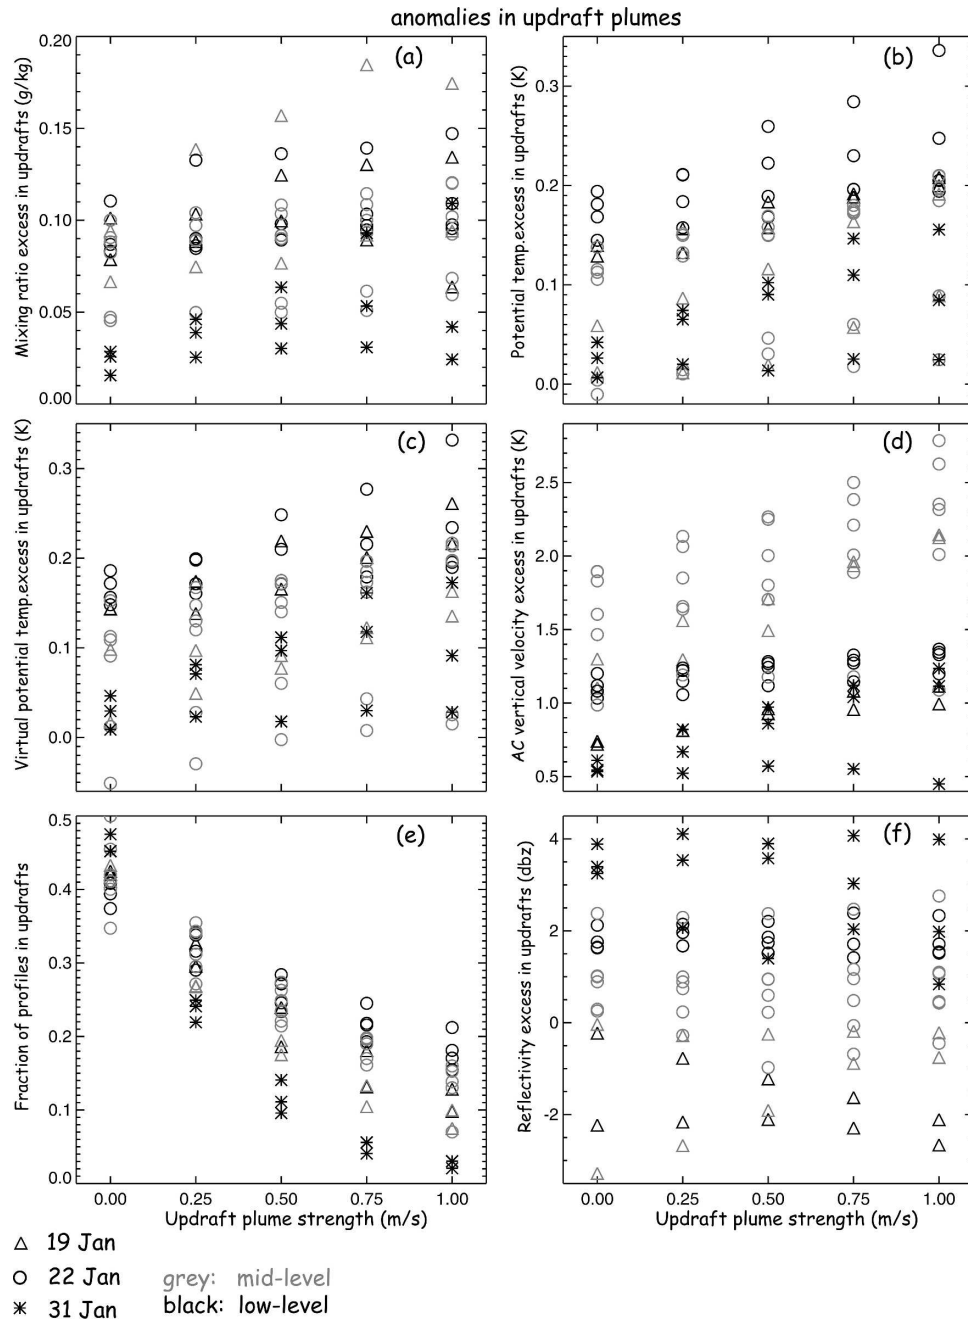 anomalies in updraft plumes
(a)
Mixing ratio excess in updrafts (g/kg)
0.20
0.15
0.10
0.05
0.00
(b)
Potential temp.excess in updrafts (K)
0.3
0.2
0.1
0.0
(c)
Virtual potential temp.excess in updrafts (K)
0.3
0.2
0.1
0.0
(d)
AC vertical velocity excess in updrafts (K)
2.5
2.0
1.5
1.0
0.5
(e)
Fraction of profiles in updrafts
0.5
0.4
0.3
0.2
0.1
0.0
0.00 0.25 0.50 0.75 1.00
Updraft plume strength (m/s)
(f)
Reflectivity excess in updrafts (dbz)
4
2
0
-2
0.00 0.25 0.50 0.75 1.00
Updraft plume strength (m/s)
19 Jan
22 Jan
31 Jan
grey: mid-level
black: low-level